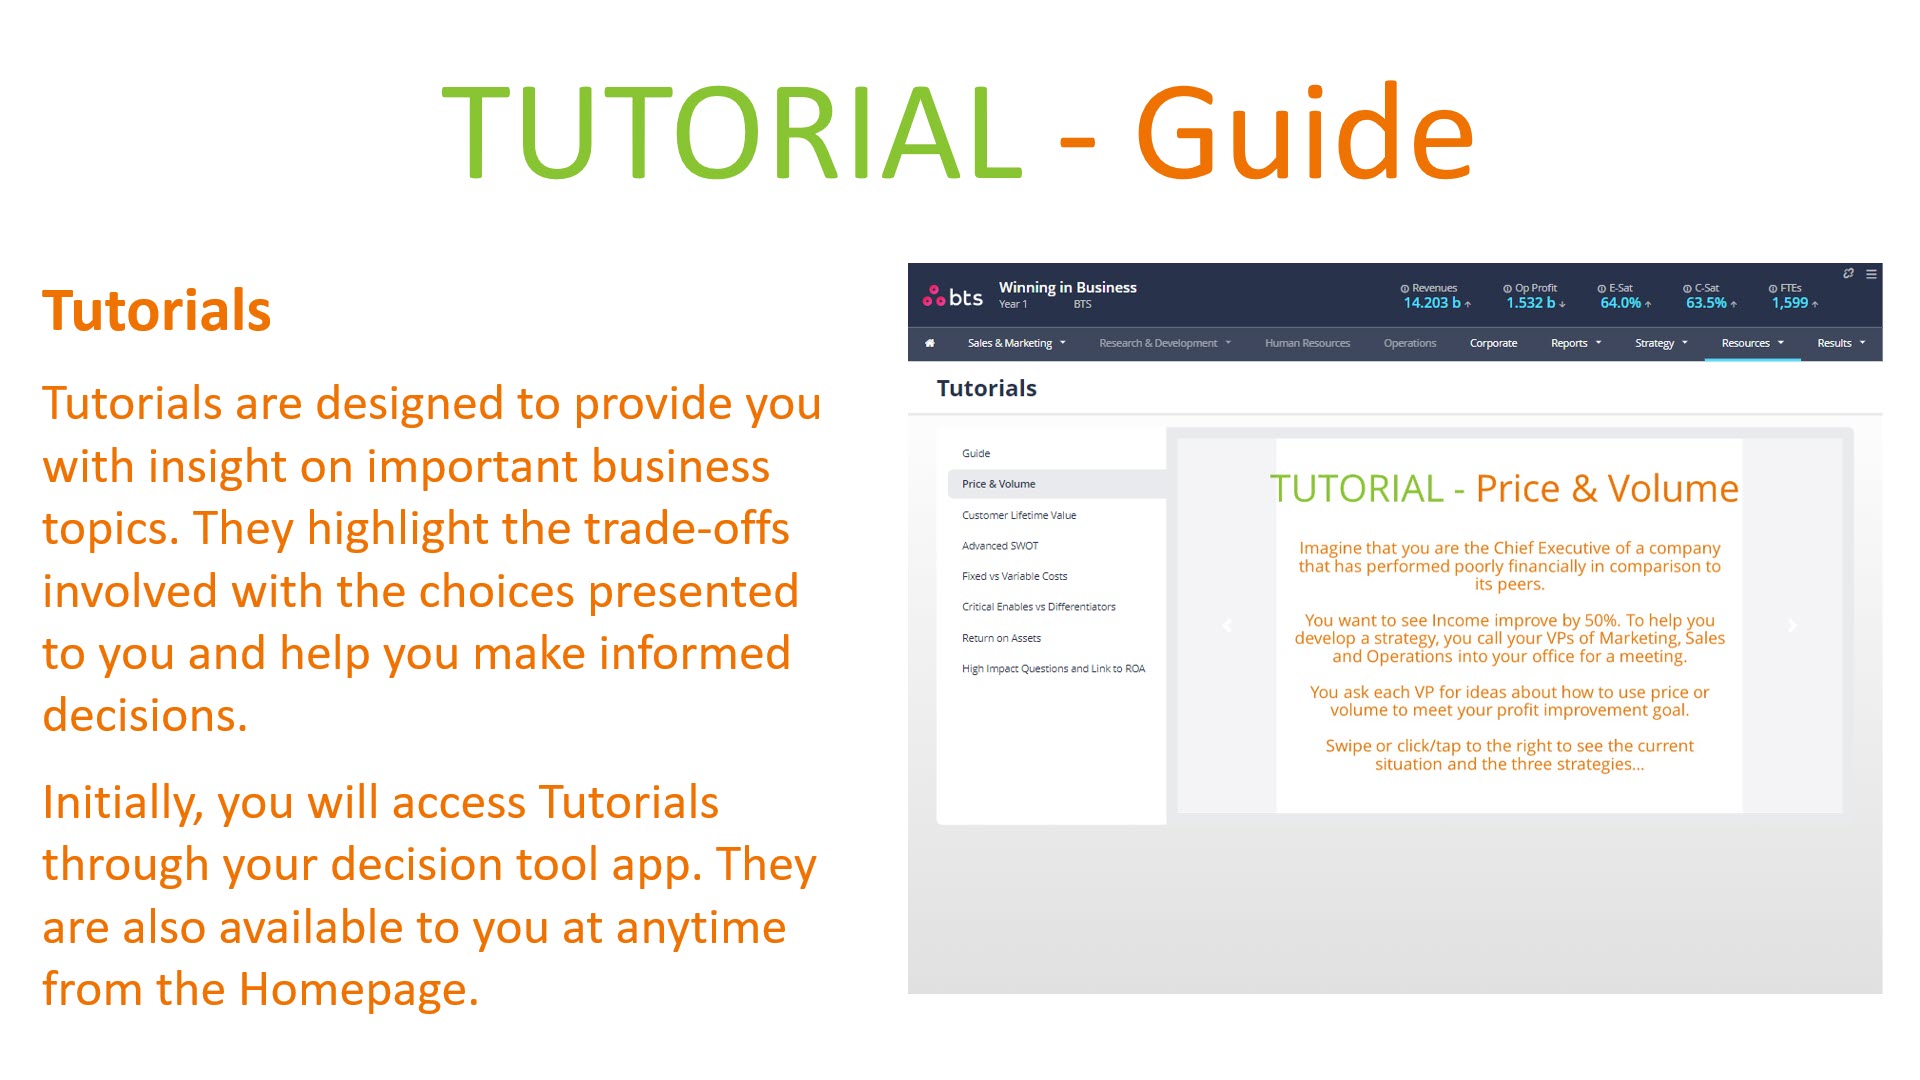 TUTORIAL - Guide
Tutorials
Tutorials are designed to provide you
with insight on important business
topics. They highlight the trade-offs
involved with the choices presented
to you and help you make informed
decisions.
Initially, you will access Tutorials
through your decision tool app. They
are also available to you at anytime
from the Homepage.
bts
Winning in Business
Year 1 BTS
Revenues Op Profit E-Sat C-Sat FTEs
14.203 b 1.532 b 64.0% 63.5% 1,599
Sales & Marketing Research & Development Human Resources Operations Corporate Reports Strategy Resources Results
Tutorials
Guide
Price & Volume
Customer Lifetime Value
Advanced SWOT
Fixed vs Variable Costs
Critical Enables vs Differentiators
Return on Assets
High Impact Questions and Link to ROA
TUTORIAL - Price & Volume
Imagine that you are the Chief Executive of a company
that has performed poorly financially in comparison to
its peers.
You want to see Income improve by 50%. To help you
develop a strategy, you call your VPs of Marketing, Sales
and Operations into your office for a meeting.
You ask each VP for ideas about how to use price or
volume to meet your profit improvement goal.
Swipe or click/tap to the right to see the current
situation and the three strategies...